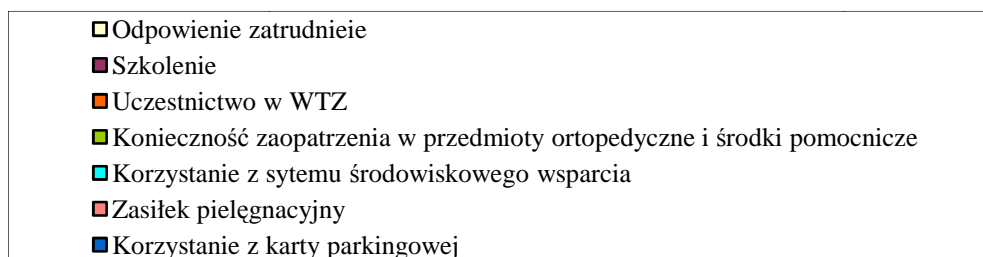 Odpowienie zatrudnieie
Szkolenie
Uczestnictwo w WTZ
Konieczność zaopatrzenia w przedmioty ortopedyczne i środki pomocnicze
Korzystanie z sytemu środowiskowego wsparcia
Zasiłek pielęgnacyjny
Korzystanie z karty parkingowej